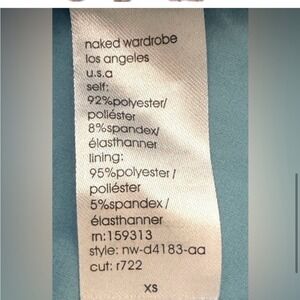 naked wardrobe
los angeles
u.s.a
self:
92%polyester/
poliéster
8%spandex/
élasthanner
lining:
95%polyester /
poliéster
5%spandex /
élasthanner
rn:159313
style: nw-d4183-aa
cut: r722
xs